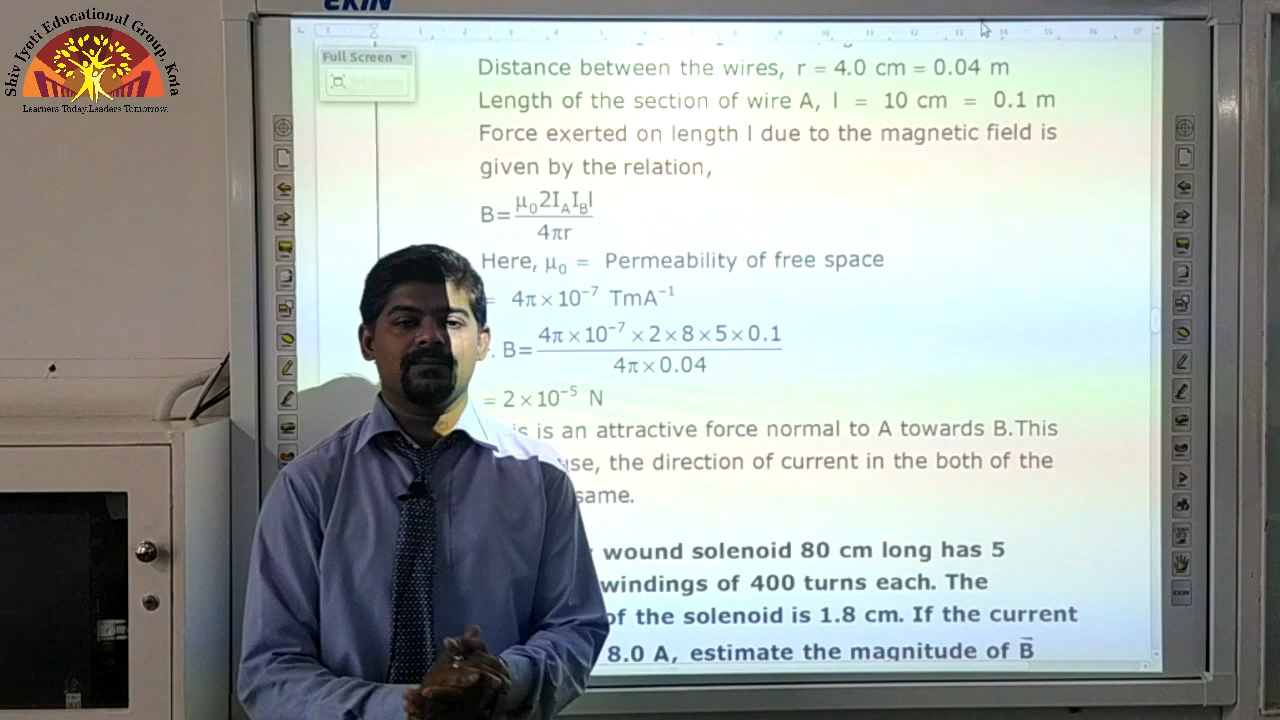 EKIN
Shiv Jyoti Educational Group, Kota
Learners Today.Leaders Tomorrow.
Full Screen
Distance between the wires, r = 4.0 cm = 0.04 m
Length of the section of wire A, l = 10 cm = 0.1 m
Force exerted on length l due to the magnetic field is
given by the relation,
B= μ₀2I_A I_B l
4πr
Here, μ₀ = Permeability of free space
= 4π×10⁻⁷ TmA⁻¹
B= 4π×10⁻⁷×2×8×5×0.1
4π×0.04
= 2×10⁻⁵ N
is an attractive force normal to A towards B.This
the direction of current in the both of the
same.
wound solenoid 80 cm long has 5
windings of 400 turns each. The
of the solenoid is 1.8 cm. If the current
8.0 A, estimate the magnitude of B⃗